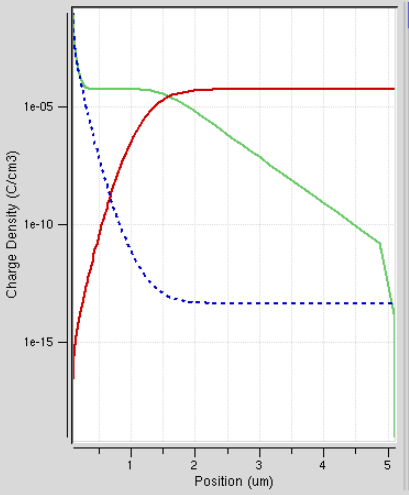 Charge Density (C/cm3)
1e-05
1e-10
1e-15
1 2 3 4 5
Position (um)